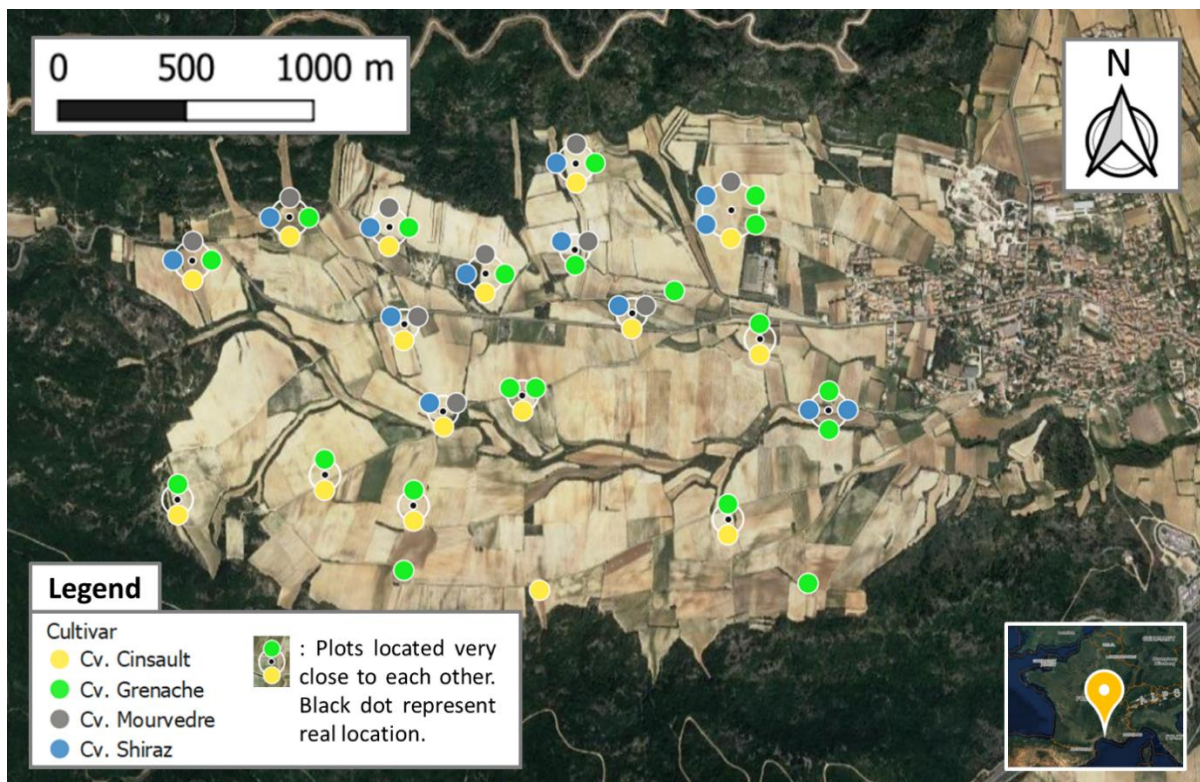 0 500 1000 m
N
Legend
Cultivar
Cv. Cinsault
Cv. Grenache
Cv. Mourvedre
Cv. Shiraz
: Plots located very
close to each other.
Black dot represent
real location.